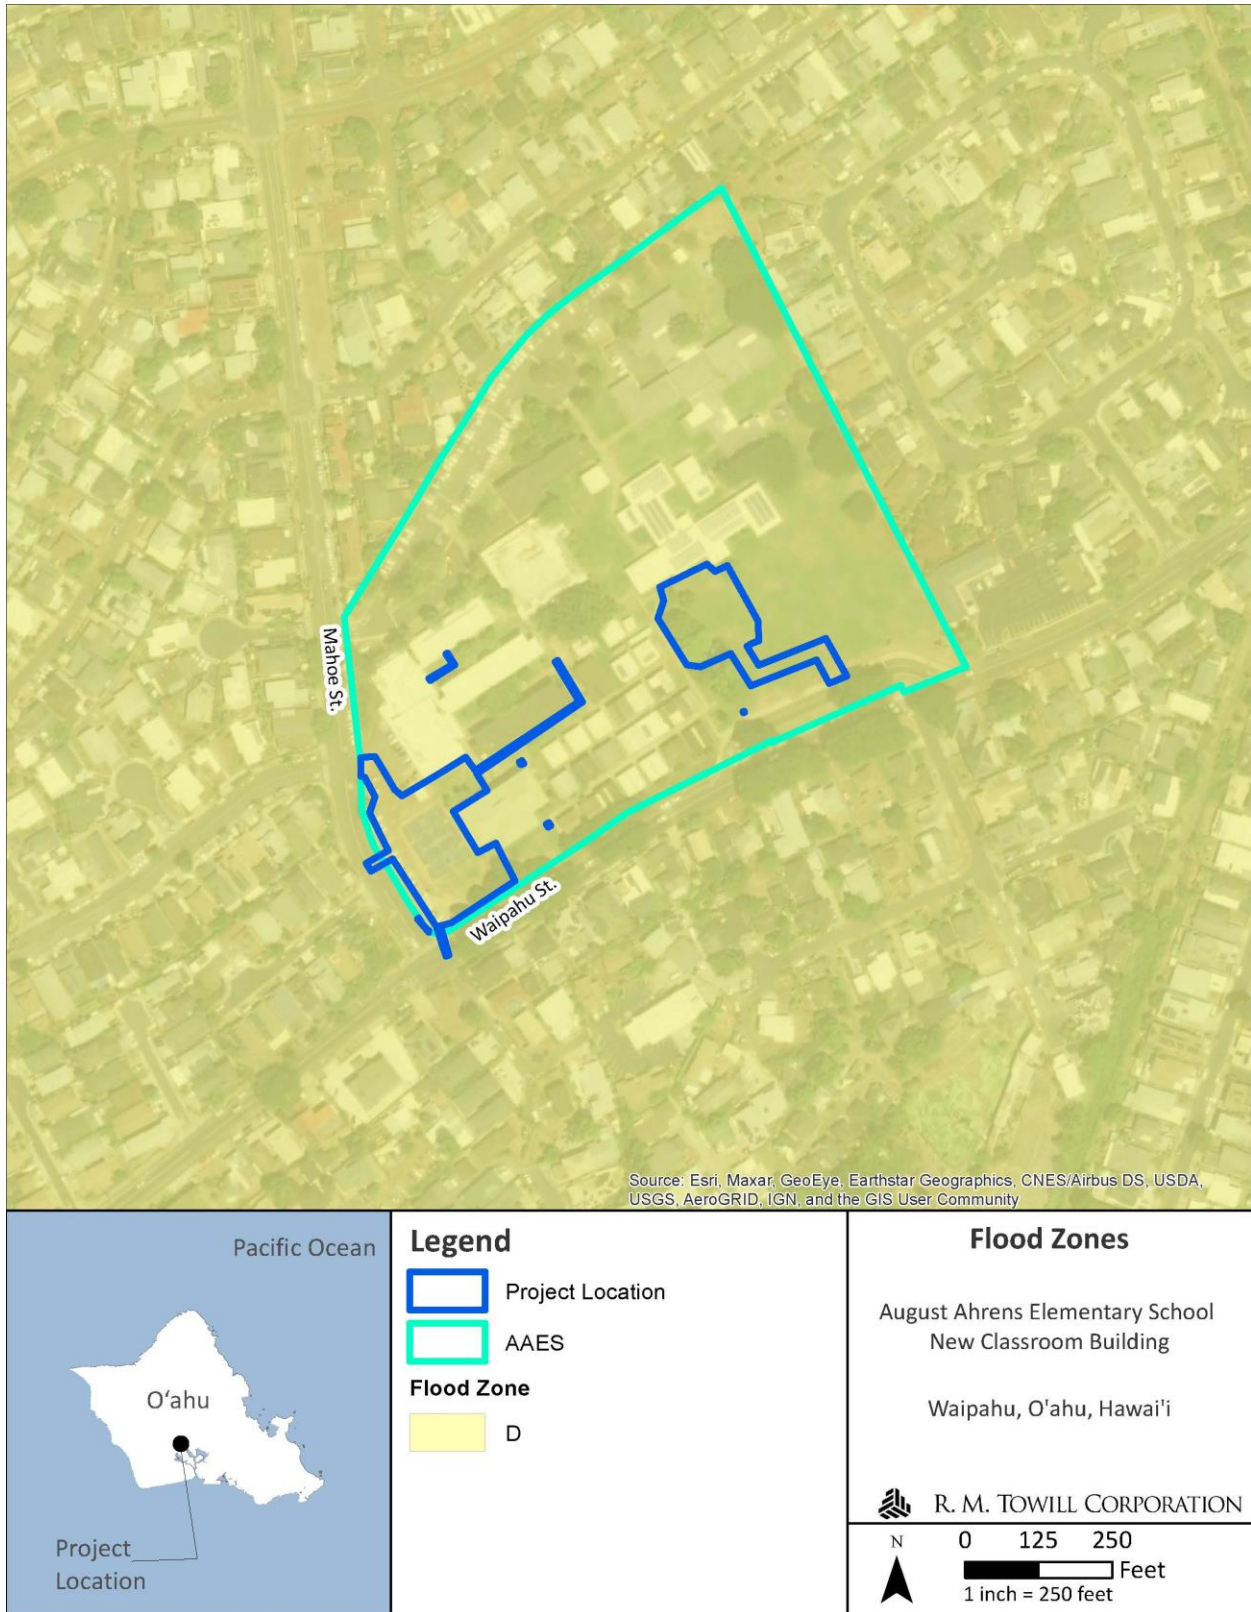 Mahoe St.
Waipahu St.
Source: Esri, Maxar, GeoEye, Earthstar Geographics, CNES/Airbus DS, USDA,
USGS, AeroGRID, IGN, and the GIS User Community
Pacific Ocean
O‘ahu
Project
Location
Legend
Project Location
AAES
Flood Zone
D
Flood Zones
August Ahrens Elementary School
New Classroom Building
Waipahu, O'ahu, Hawai'i
R. M. TOWILL CORPORATION
N
0 125 250
Feet
1 inch = 250 feet